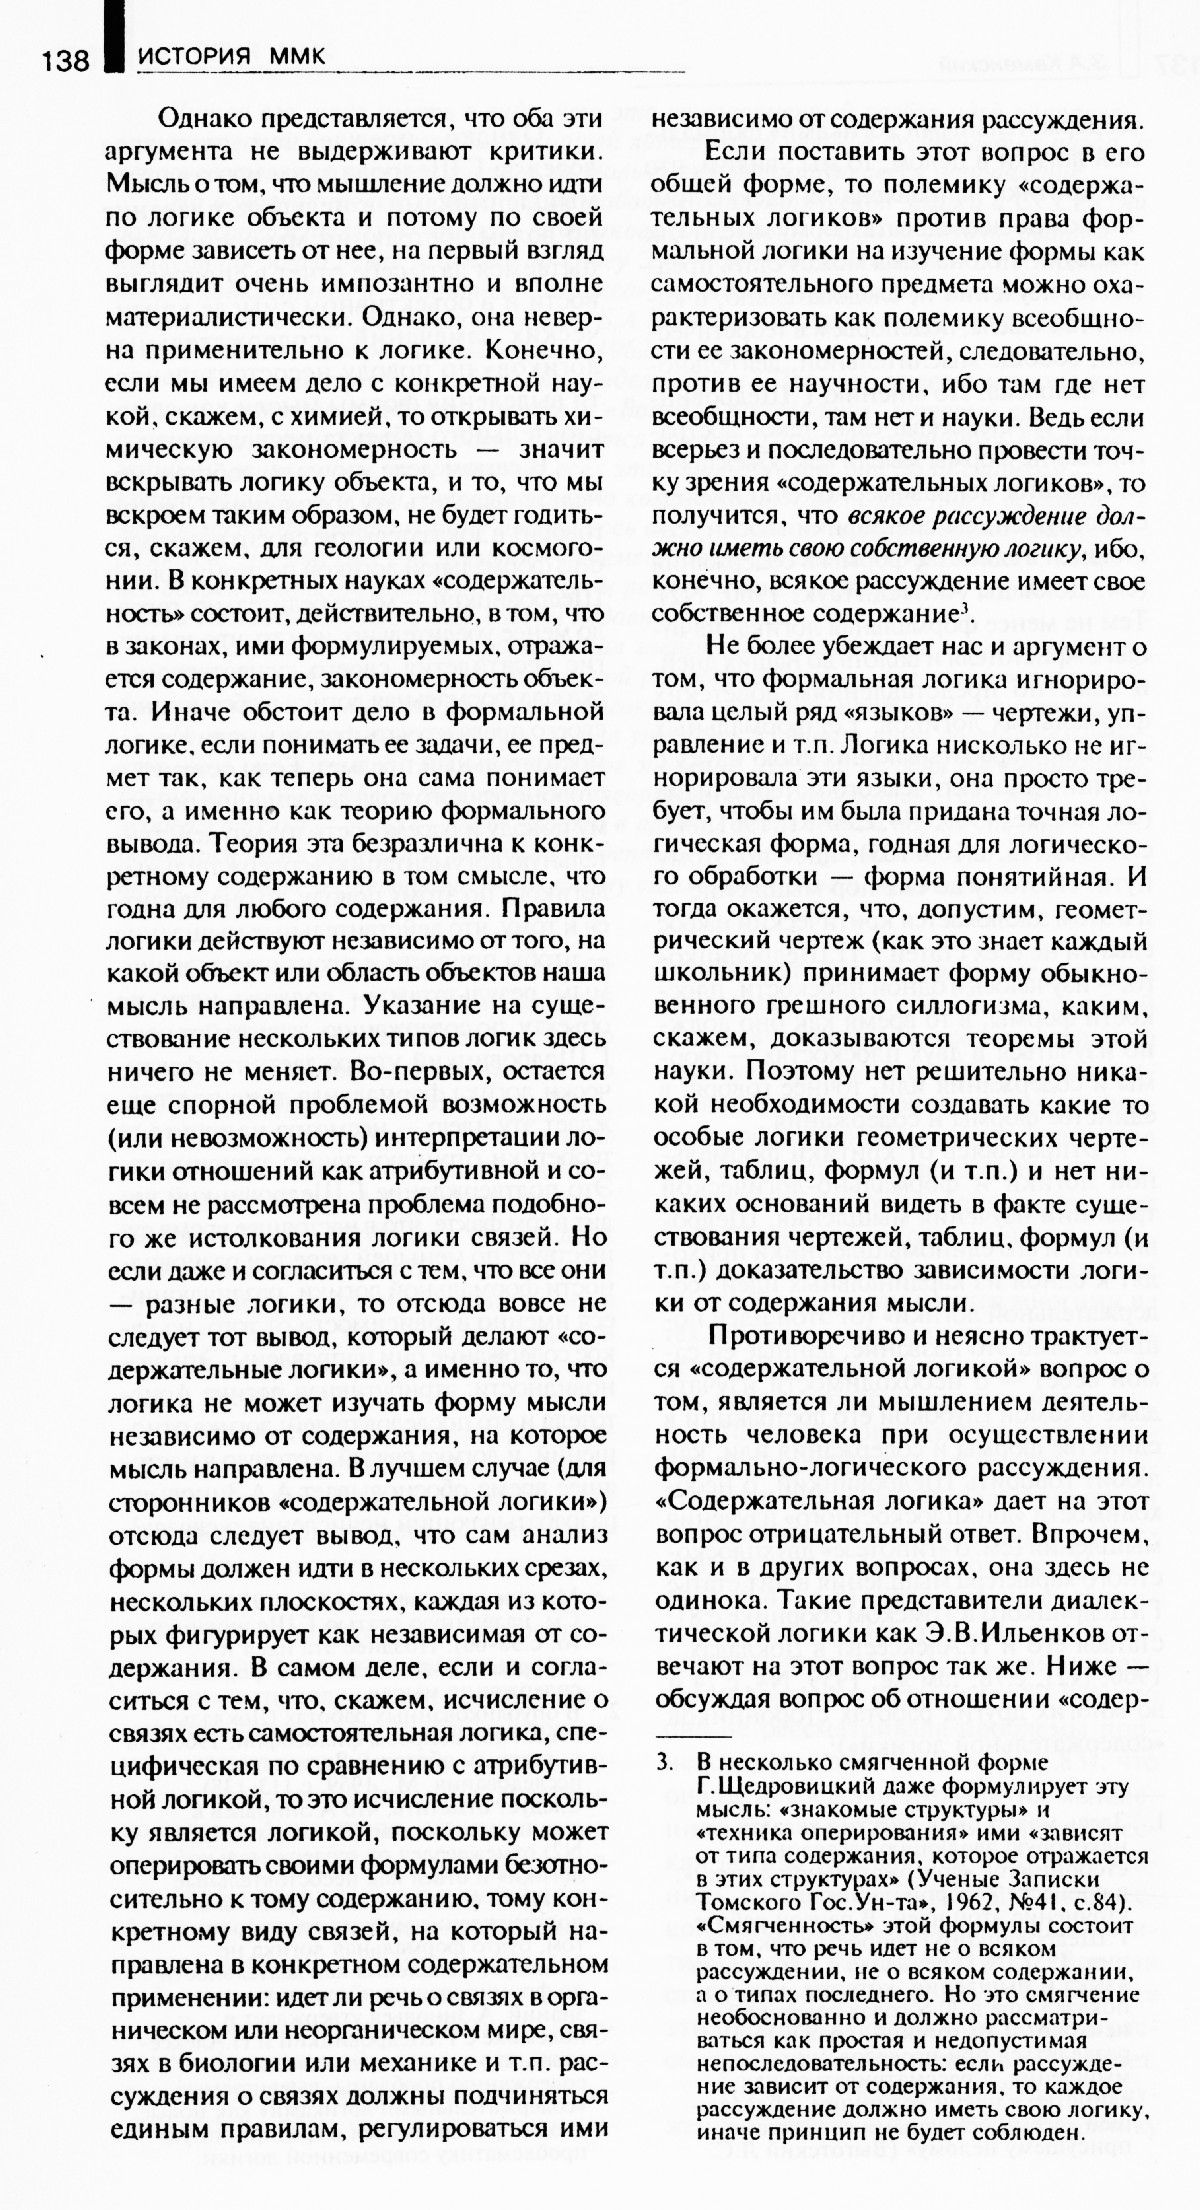 138
ИСТОРИЯ ММК
Однако представляется, что оба эти
аргумента не выдерживают критики.
Мысль о том, что мышление должно идти
по логике объекта и потому по своей
форме зависеть от нее, на первый взгляд
выглядит очень импозантно и вполне
материалистически. Однако, она невер-
на применительно к логике. Конечно,
если мы имеем дело с конкретной нау-
кой, скажем, с химией, то открывать хи-
мическую закономерность — значит
вскрывать логику объекта, и то, что мы
вскроем таким образом, не будет годить-
ся, скажем, для геологии или космого-
нии. В конкретных науках «содержатель-
ность» состоит, действительно, в том, что
в законах, ими формулируемых, отража-
ется содержание, закономерность объек-
та. Иначе обстоит дело в формальной
логике, если понимать ее задачи, ее пред-
мет так, как теперь она сама понимает
его, а именно как теорию формального
вывода. Теория эта безразлична к конк-
ретному содержанию в том смысле, что
годна для любого содержания. Правила
логики действуют независимо от того, на
какой объект или область объектов наша
мысль направлена. Указание на суще-
ствование нескольких типов логик здесь
ничего не меняет. Во-первых, остается
еще спорной проблемой возможность
(или невозможность) интерпретации ло-
гики отношений как атрибутивной и со-
всем не рассмотрена проблема подобно-
го же истолкования логики связей. Но
если даже и согласиться с тем, что все они
— разные логики, то отсюда вовсе не
следует тот вывод, который делают «со-
держательные логики», а именно то, что
логика не может изучать форму мысли
независимо от содержания, на которое
мысль направлена. В лучшем случае (для
сторонников «содержательной логики»)
отсюда следует вывод, что сам анализ
формы должен идти в нескольких срезах,
нескольких плоскостях, каждая из кото-
рых фигурирует как независимая от со-
держания. В самом деле, если и согла-
ситься с тем, что, скажем, исчисление о
связях есть самостоятельная логика, спе-
цифическая по сравнению с атрибутив-
ной логикой, то это исчисление посколь-
ку является логикой, поскольку может
оперировать своими формулами безотно-
сительно к тому содержанию, тому кон-
кретному виду связей, на который на-
правлена в конкретном содержательном
применении: идет ли речь о связях в орга-
ническом или неорганическом мире, свя-
зях в биологии или механике и т.п. рас-
суждения о связях должны подчиняться
единым правилам, регулироваться ими
независимо от содержания рассуждения.
Если поставить этот вопрос в его
общей форме, то полемику «содержа-
тельных логиков» против права фор-
мальной логики на изучение формы как
самостоятельного предмета можно оха-
рактеризовать как полемику всеобщно-
сти ее закономерностей, следовательно,
против ее научности, ибо там где нет
всеобщности, там нет и науки. Ведь если
всерьез и последовательно провести точ-
ку зрения «содержательных логиков», то
получится, что всякое рассуждение дол-
жно иметь свою собственную логику, ибо,
конечно, всякое рассуждение имеет свое
собственное содержание³.
Не более убеждает нас и аргумент о
том, что формальная логика игнориро-
вала целый ряд «языков» — чертежи, уп-
равление и т.п. Логика нисколько не иг-
норировала эти языки, она просто тре-
бует, чтобы им была придана точная ло-
гическая форма, годная для логическо-
го обработки — форма понятийная. И
тогда окажется, что, допустим, геомет-
рический чертеж (как это знает каждый
школьник) принимает форму обыкно-
венного грешного силлогизма, каким,
скажем, доказываются теоремы этой
науки. Поэтому нет решительно ника-
кой необходимости создавать какие то
особые логики геометрических черте-
жей, таблиц, формул (и т.п.) и нет ни-
каких оснований видеть в факте суще-
ствования чертежей, таблиц, формул (и
т.п.) доказательство зависимости логи-
ки от содержания мысли.
Противоречиво и неясно трактует-
ся «содержательной логикой» вопрос о
том, является ли мышлением деятель-
ность человека при осуществлении
формально-логического рассуждения.
«Содержательная логика» дает на этот
вопрос отрицательный ответ. Впрочем,
как и в других вопросах, она здесь не
одинока. Такие представители диалек-
тической логики как Э.В.Ильенков от-
вечают на этот вопрос так же. Ниже —
обсуждая вопрос об отношении «содер-
3. В несколько смягченной форме
Г.Щедровицкий даже формулирует эту
мысль: «знакомые структуры» и
«техника оперирования» ими «зависят
от типа содержания, которое отражается
в этих структурах» (Ученые Записки
Томского Гос.Ун-та», 1962, №41, с.84).
«Смягченность» этой формулы состоит
в том, что речь идет не о всяком
рассуждении, не о всяком содержании,
а о типах последнего. Но это смягчение
необоснованно и должно рассматри-
ваться как простая и недопустимая
непоследовательность: если рассужде-
ние зависит от содержания, то каждое
рассуждение должно иметь свою логику,
иначе принцип не будет соблюден.